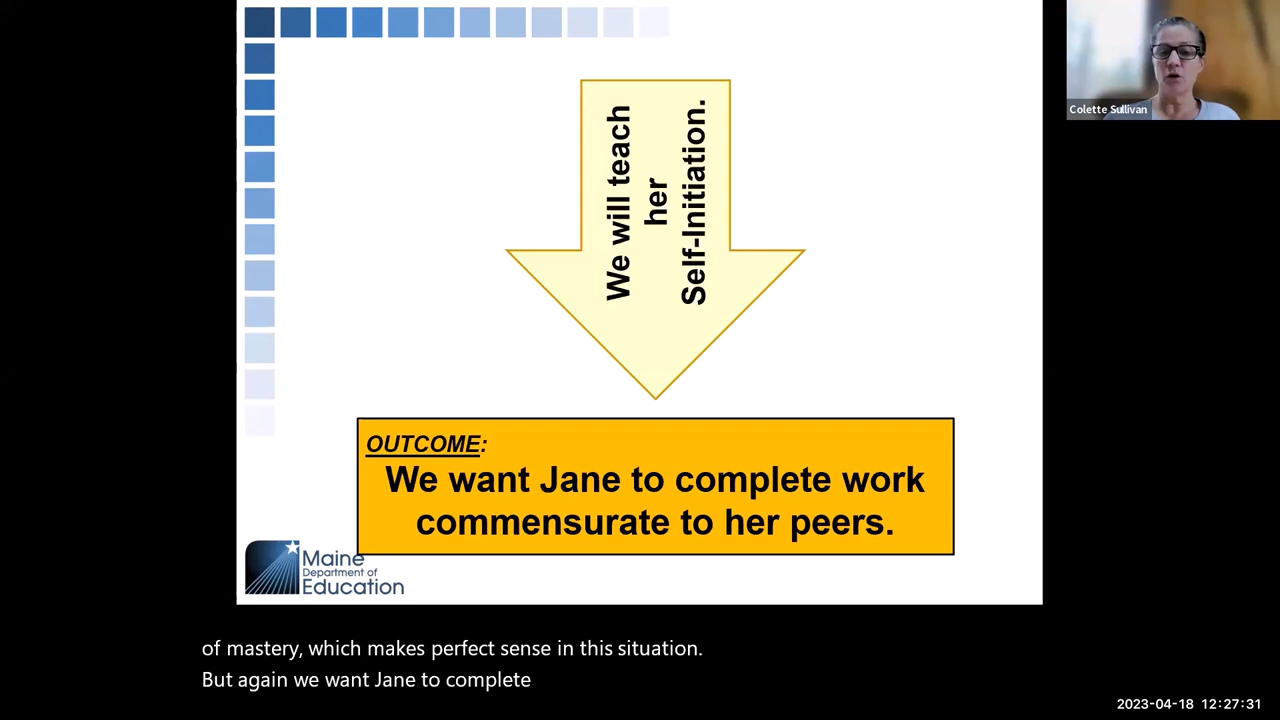 Colette Sullivan
We will teach
her
Self-Initiation.
OUTCOME:
We want Jane to complete work
commensurate to her peers.
Maine
Department of
Education
of mastery, which makes perfect sense in this situation.
But again we want Jane to complete
2023-04-18 12:27:31